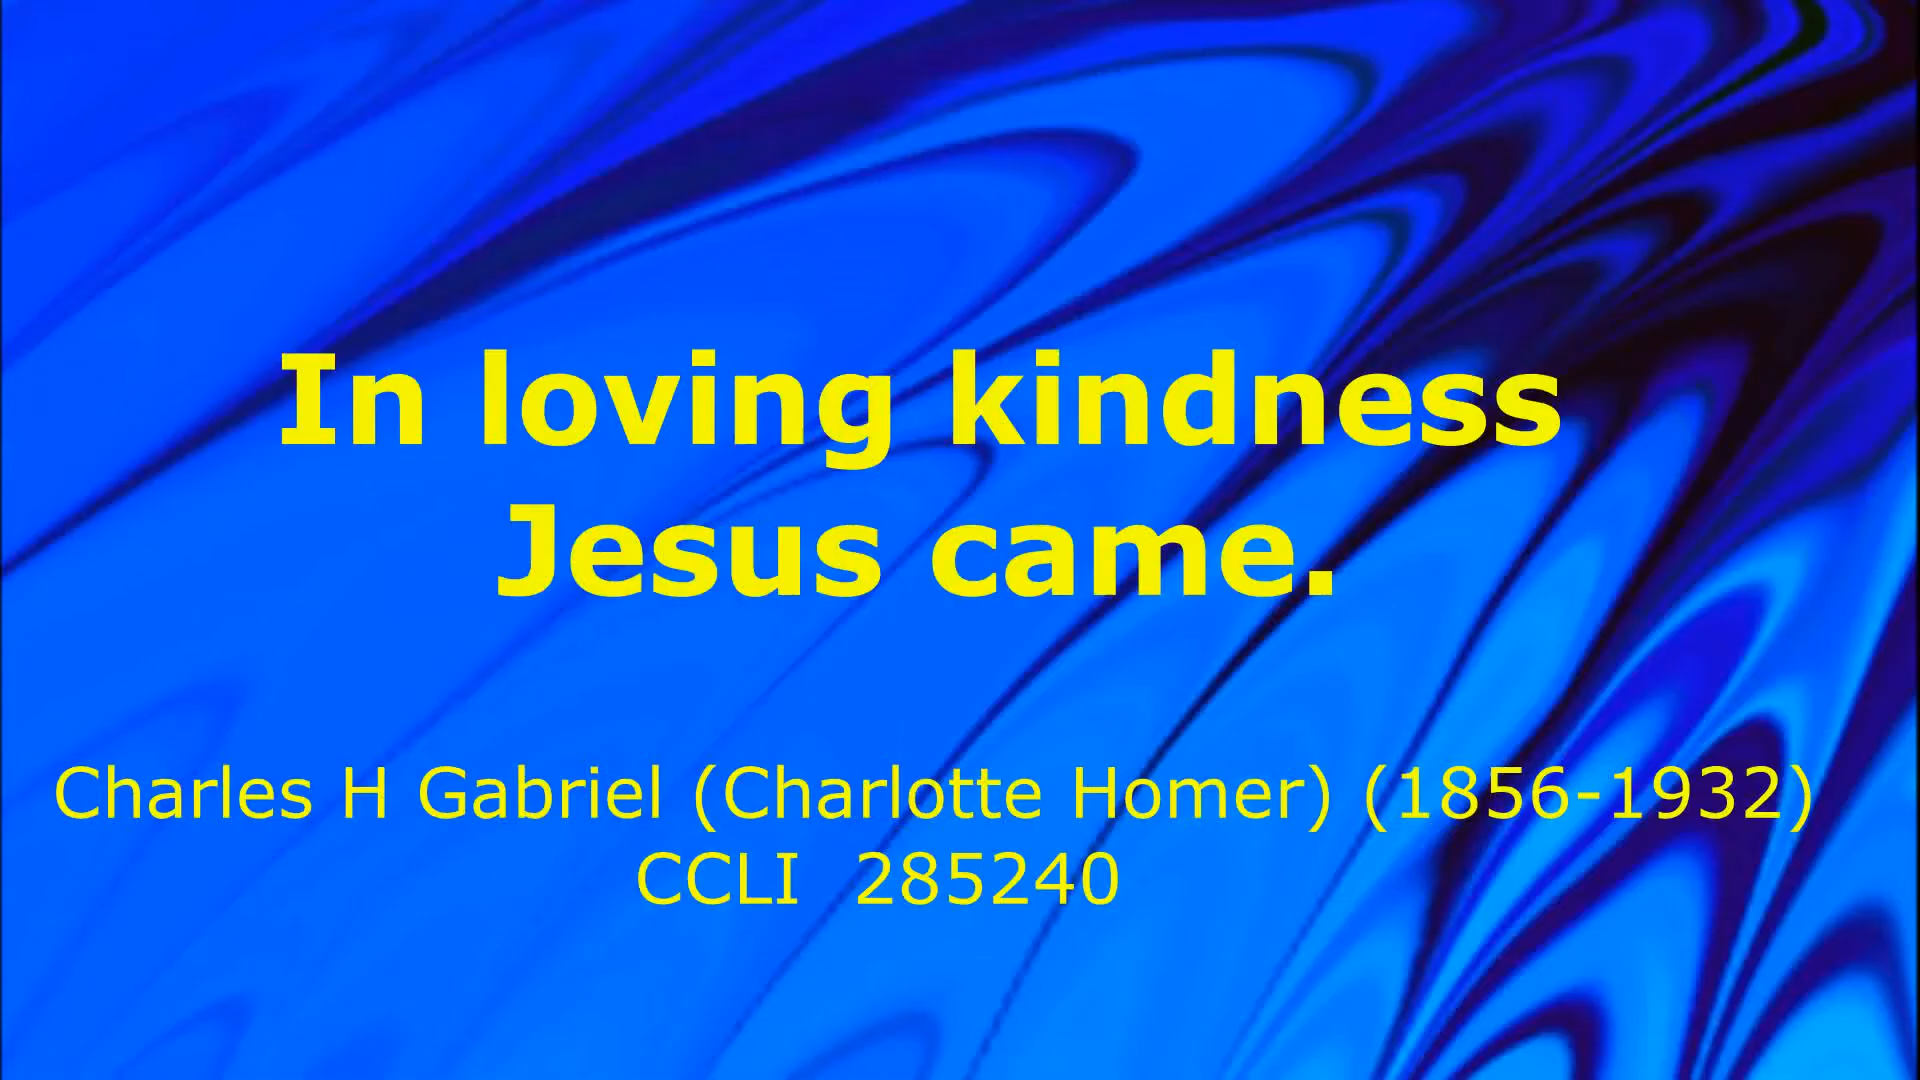 In loving kindness
Jesus came.
Charles H Gabriel (Charlotte Homer) (1856-1932)
CCLI 285240